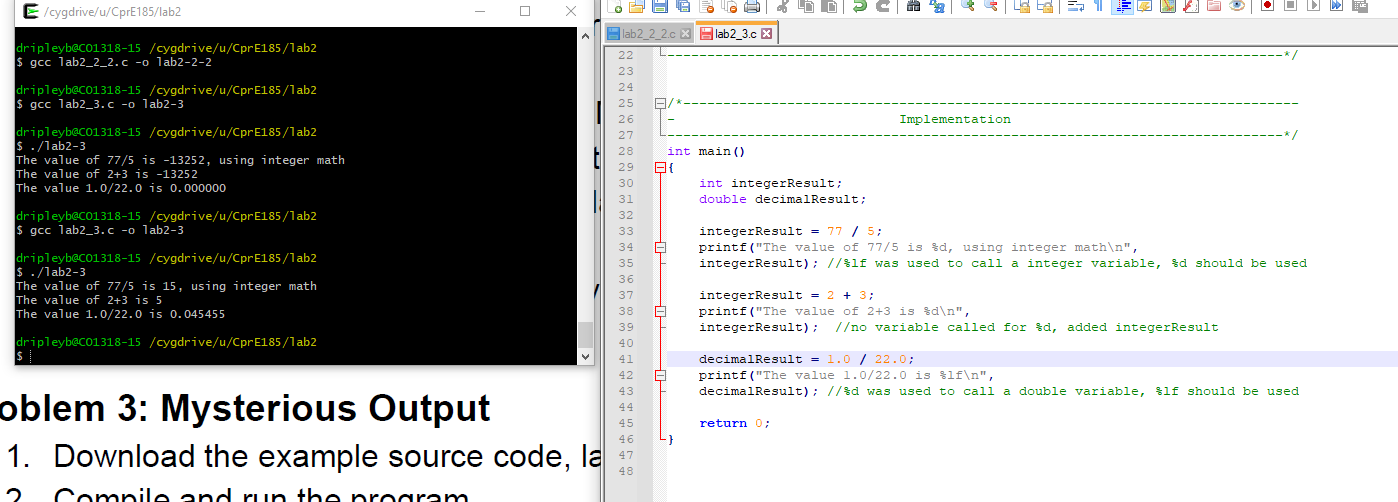 /cygdrive/u/CprE185/lab2
dripleyb@CO1318-15 /cygdrive/u/CprE185/lab2
$ gcc lab2_2_2.c -o lab2-2-2
dripleyb@CO1318-15 /cygdrive/u/CprE185/lab2
$ gcc lab2_3.c -o lab2-3
dripleyb@CO1318-15 /cygdrive/u/CprE185/lab2
$ ./lab2-3
The value of 77/5 is -13252, using integer math
The value of 2+3 is -13252
The value 1.0/22.0 is 0.000000
dripleyb@CO1318-15 /cygdrive/u/CprE185/lab2
$ gcc lab2_3.c -o lab2-3
dripleyb@CO1318-15 /cygdrive/u/CprE185/lab2
$ ./lab2-3
The value of 77/5 is 15, using integer math
The value of 2+3 is 5
The value 1.0/22.0 is 0.045455
dripleyb@CO1318-15 /cygdrive/u/CprE185/lab2
$
oblem 3: Mysterious Output
1. Download the example source code, la
2. Compile and run the program
lab2_2_2.c lab2_3.c
22 -----------------------------------------------------------------------------*/
23
24
25 /*-----------------------------------------------------------------------------
26 - Implementation
27 -----------------------------------------------------------------------------*/
28 int main()
29 {
30 int integerResult;
31 double decimalResult;
32
33 integerResult = 77 / 5;
34 printf("The value of 77/5 is %d, using integer math\n",
35 integerResult); //%lf was used to call a integer variable, %d should be used
36
37 integerResult = 2 + 3;
38 printf("The value of 2+3 is %d\n",
39 integerResult); //no variable called for %d, added integerResult
40
41 decimalResult = 1.0 / 22.0;
42 printf("The value 1.0/22.0 is %lf\n",
43 decimalResult); //%d was used to call a double variable, %lf should be used
44
45 return 0;
46 }
47
48